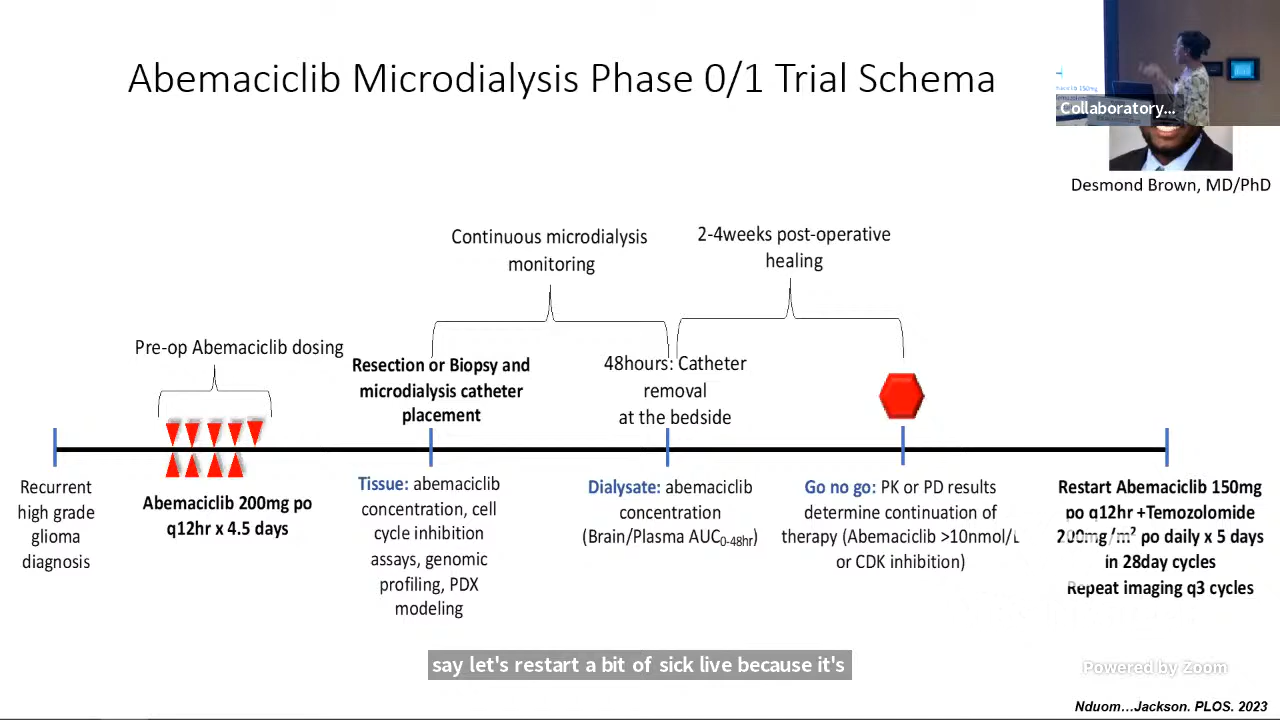 Abemaciclib Microdialysis Phase 0/1 Trial Schema
Collaboratory...
Desmond Brown, MD/PhD
Continuous microdialysis
monitoring
2-4weeks post-operative
healing
Pre-op Abemaciclib dosing
Resection or Biopsy and
microdialysis catheter
placement
48hours: Catheter
removal
at the bedside
Recurrent
high grade
glioma
diagnosis
Abemaciclib 200mg po
q12hr x 4.5 days
Tissue: abemaciclib
concentration, cell
cycle inhibition
assays, genomic
profiling, PDX
modeling
Dialysate: abemaciclib
concentration
(Brain/Plasma AUC0-48hr)
Go no go: PK or PD results
determine continuation of
therapy (Abemaciclib >10nmol/L
or CDK inhibition)
Restart Abemaciclib 150mg
po q12hr +Temozolomide
200mg/m² po daily x 5 days
in 28day cycles
Repeat imaging q3 cycles
say let's restart a bit of sick live because it's
Powered by Zoom
Nduom...Jackson. PLOS. 2023